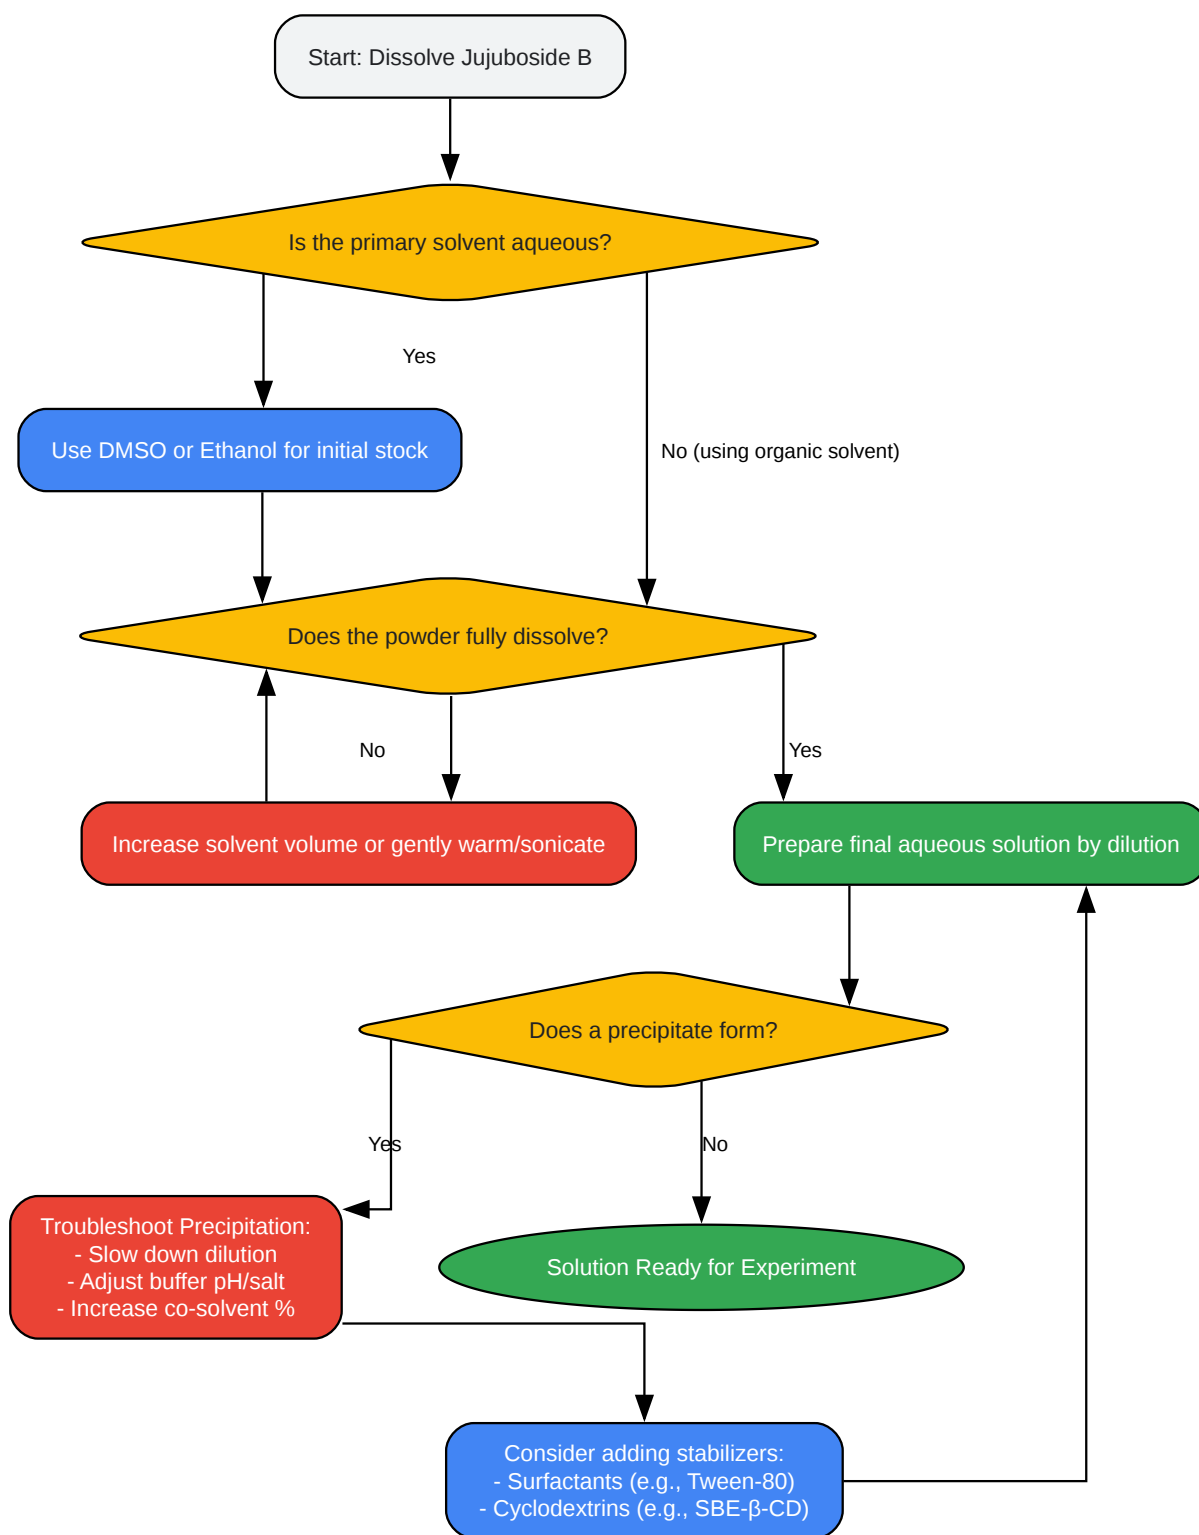 Start: Dissolve Jujuboside B
Is the primary solvent aqueous?
Yes
Use DMSO or Ethanol for initial stock
No (using organic solvent)
Does the powder fully dissolve?
No
Yes
Increase solvent volume or gently warm/sonicate
Prepare final aqueous solution by dilution
Does a precipitate form?
Yes
No
Troubleshoot Precipitation:
- Slow down dilution
- Adjust buffer pH/salt
- Increase co-solvent %
Solution Ready for Experiment
Consider adding stabilizers:
- Surfactants (e.g., Tween-80)
- Cyclodextrins (e.g., SBE-β-CD)